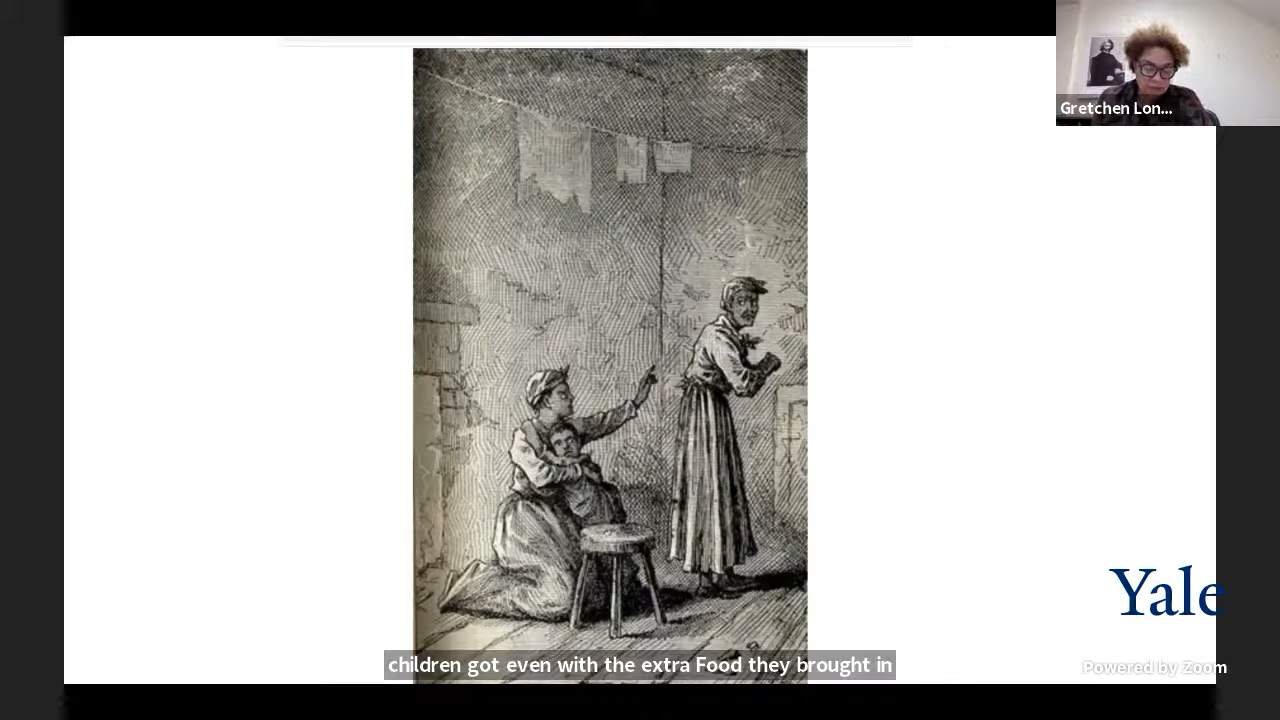 Gretchen Lon...
Yale
children got even with the extra Food they brought in
Powered by Zoom